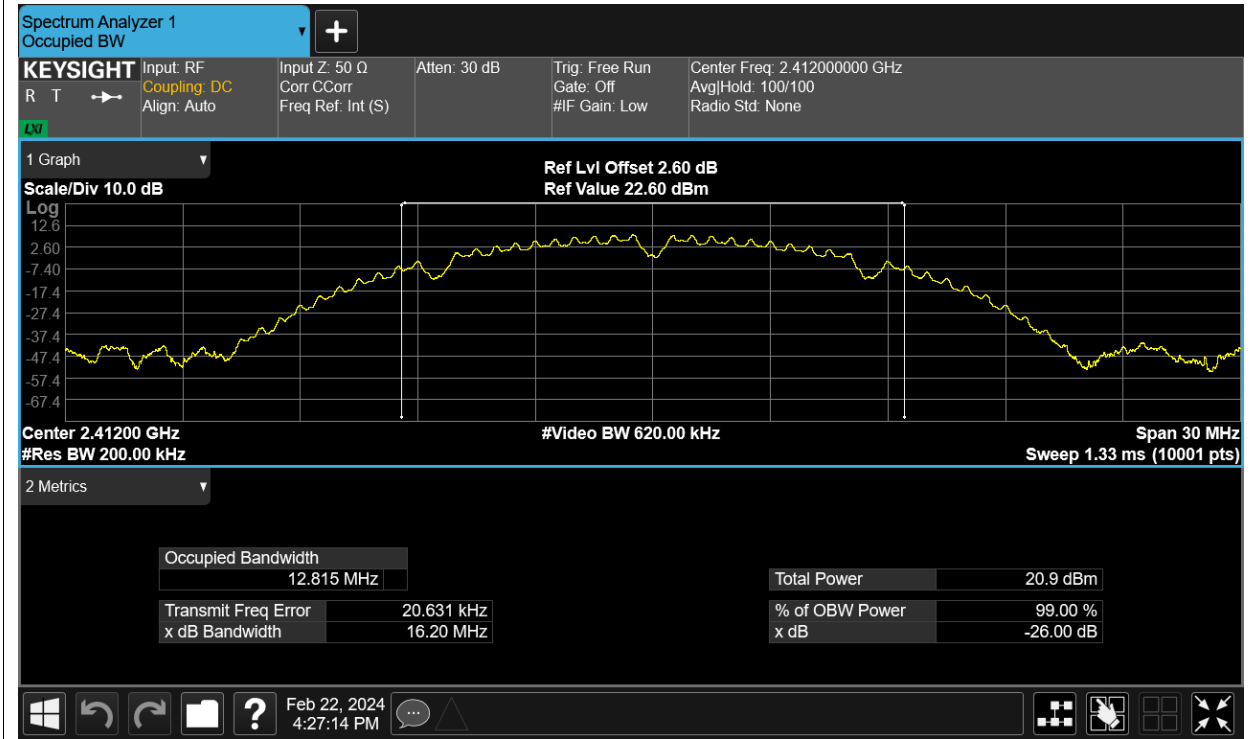 Spectrum Analyzer 1
Occupied BW
KEYSIGHT
R T
LXI
Input: RF
Coupling: DC
Align: Auto
Input Z: 50 Ω
Corr CCorr
Freq Ref: Int (S)
Atten: 30 dB
Trig: Free Run
Gate: Off
#IF Gain: Low
Center Freq: 2.412000000 GHz
Avg|Hold: 100/100
Radio Std: None
1 Graph
Scale/Div 10.0 dB
Ref Lvl Offset 2.60 dB
Ref Value 22.60 dBm
Log
12.6
2.60
-7.40
-17.4
-27.4
-37.4
-47.4
-57.4
-67.4
Center 2.41200 GHz
#Video BW 620.00 kHz
Span 30 MHz
#Res BW 200.00 kHz
Sweep 1.33 ms (10001 pts)
2 Metrics
Occupied Bandwidth
12.815 MHz
Total Power 20.9 dBm
Transmit Freq Error 20.631 kHz
% of OBW Power 99.00 %
x dB Bandwidth 16.20 MHz
x dB -26.00 dB
?
Feb 22, 2024
4:27:14 PM